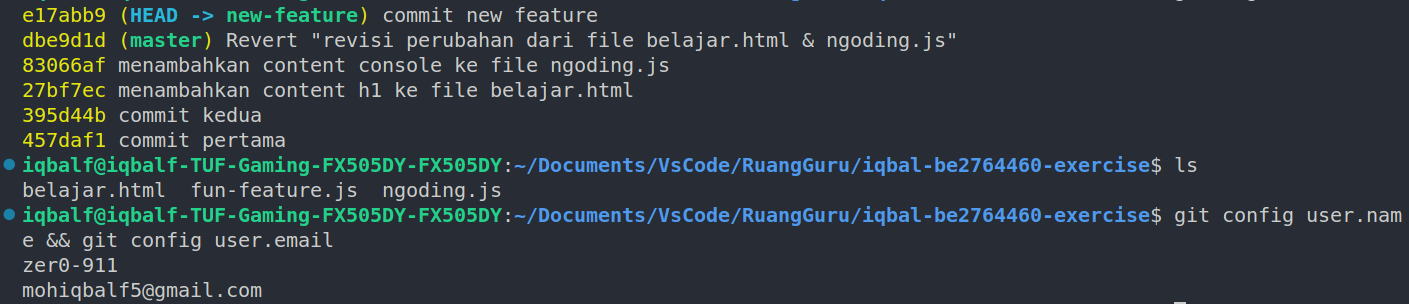 e17abb9 (HEAD -> new-feature) commit new feature
dbe9d1d (master) Revert "revisi perubahan dari file belajar.html & ngoding.js"
83066af menambahkan content console ke file ngoding.js
27bf7ec menambahkan content h1 ke file belajar.html
395d44b commit kedua
457daf1 commit pertama
iqbalf@iqbalf-TUF-Gaming-FX505DY-FX505DY:~/Documents/VsCode/RuangGuru/iqbal-be2764460-exercise$ ls
belajar.html  fun-feature.js  ngoding.js
iqbalf@iqbalf-TUF-Gaming-FX505DY-FX505DY:~/Documents/VsCode/RuangGuru/iqbal-be2764460-exercise$ git config user.nam
e && git config user.email
zer0-911
mohiqbalf5@gmail.com